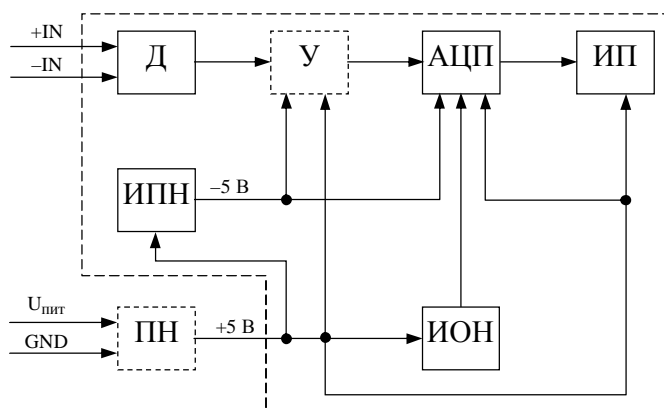 +IN
–IN
Д
У
АЦП
ИП
ИПН
–5 В
Uпит
GND
ПН
+5 В
ИОН